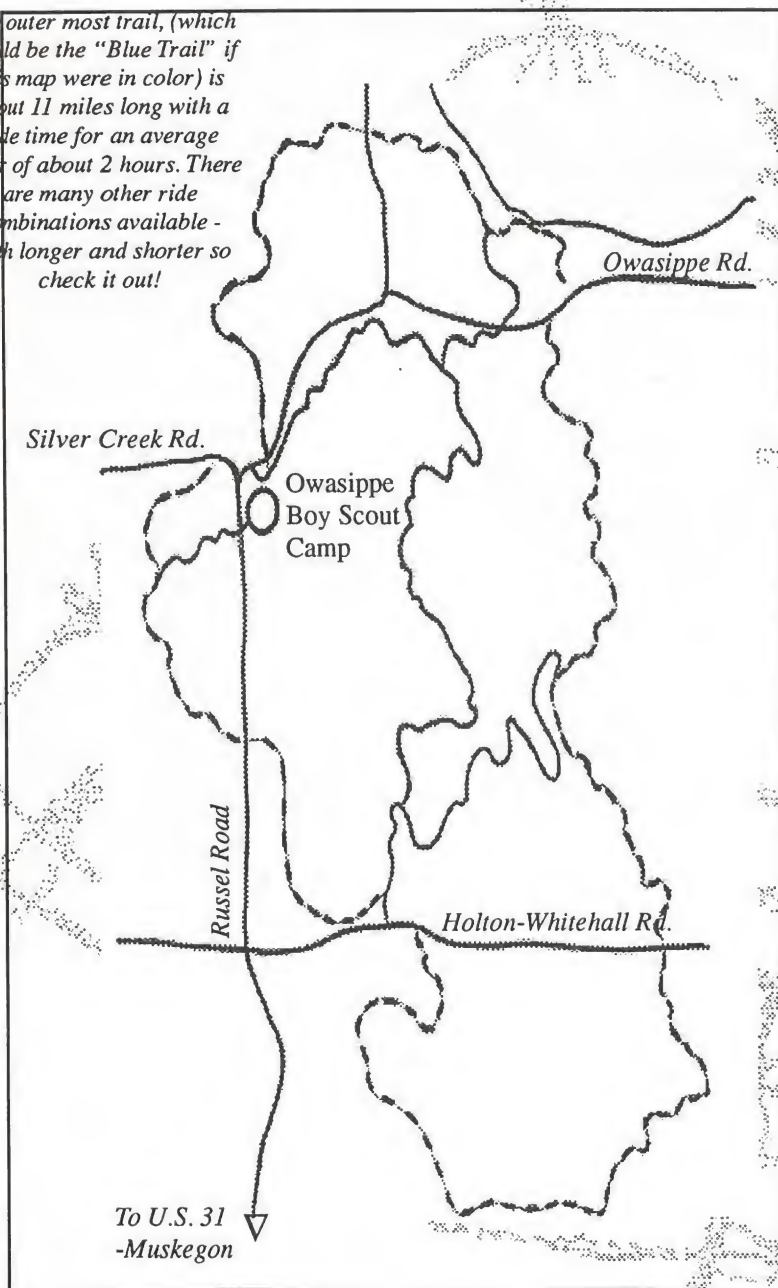 outer most trail, (which
ld be the "Blue Trail" if
s map were in color) is
out 11 miles long with a
de time for an average
r of about 2 hours. There
are many other ride
mbinations available -
h longer and shorter so
check it out!
Owasippe Rd.
Silver Creek Rd.
Owasippe
Boy Scout
Camp
Russel Road
Holton-Whitehall Rd.
To U.S. 31
-Muskegon